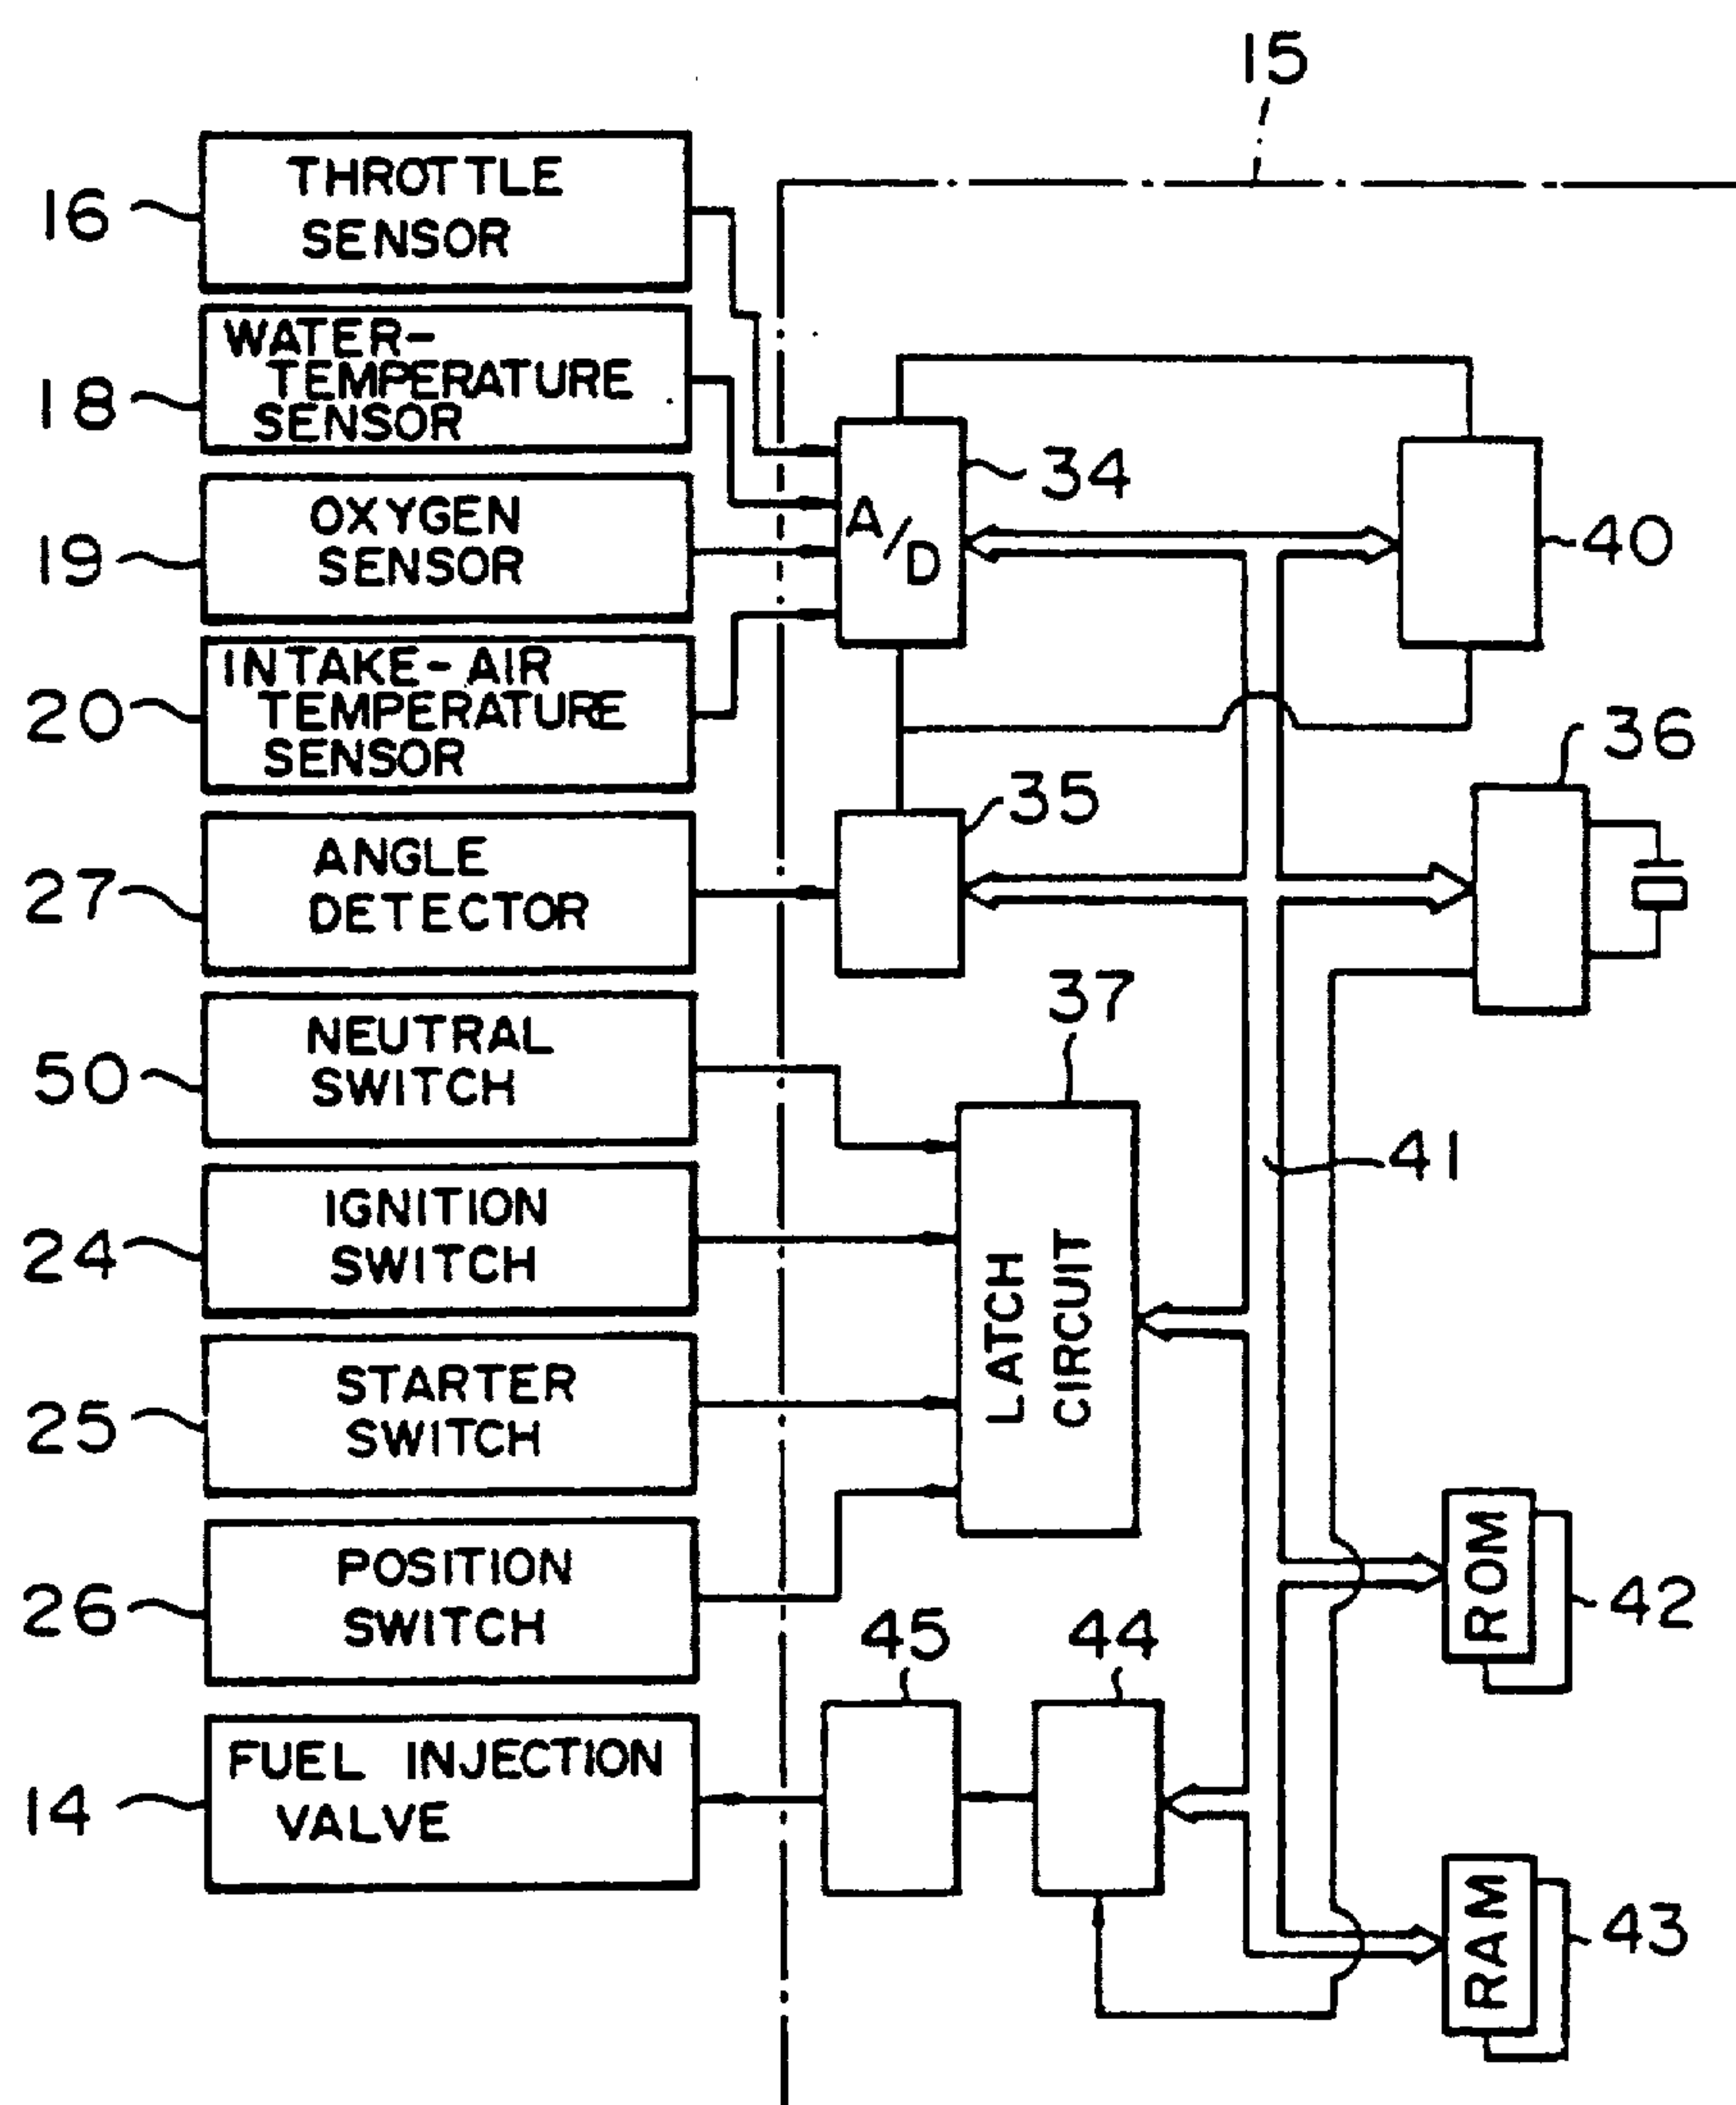 15
16
THROTTLE
SENSOR
18
WATER-
TEMPERATURE
SENSOR
19
OXYGEN
SENSOR
20
INTAKE-AIR
TEMPERATURE
SENSOR
27
ANGLE
DETECTOR
50
NEUTRAL
SWITCH
24
IGNITION
SWITCH
25
STARTER
SWITCH
26
POSITION
SWITCH
14
FUEL INJECTION
VALVE
34
A/D
40
35
36
37
LATCH
CIRCUIT
41
45
44
ROM
42
RAM
43